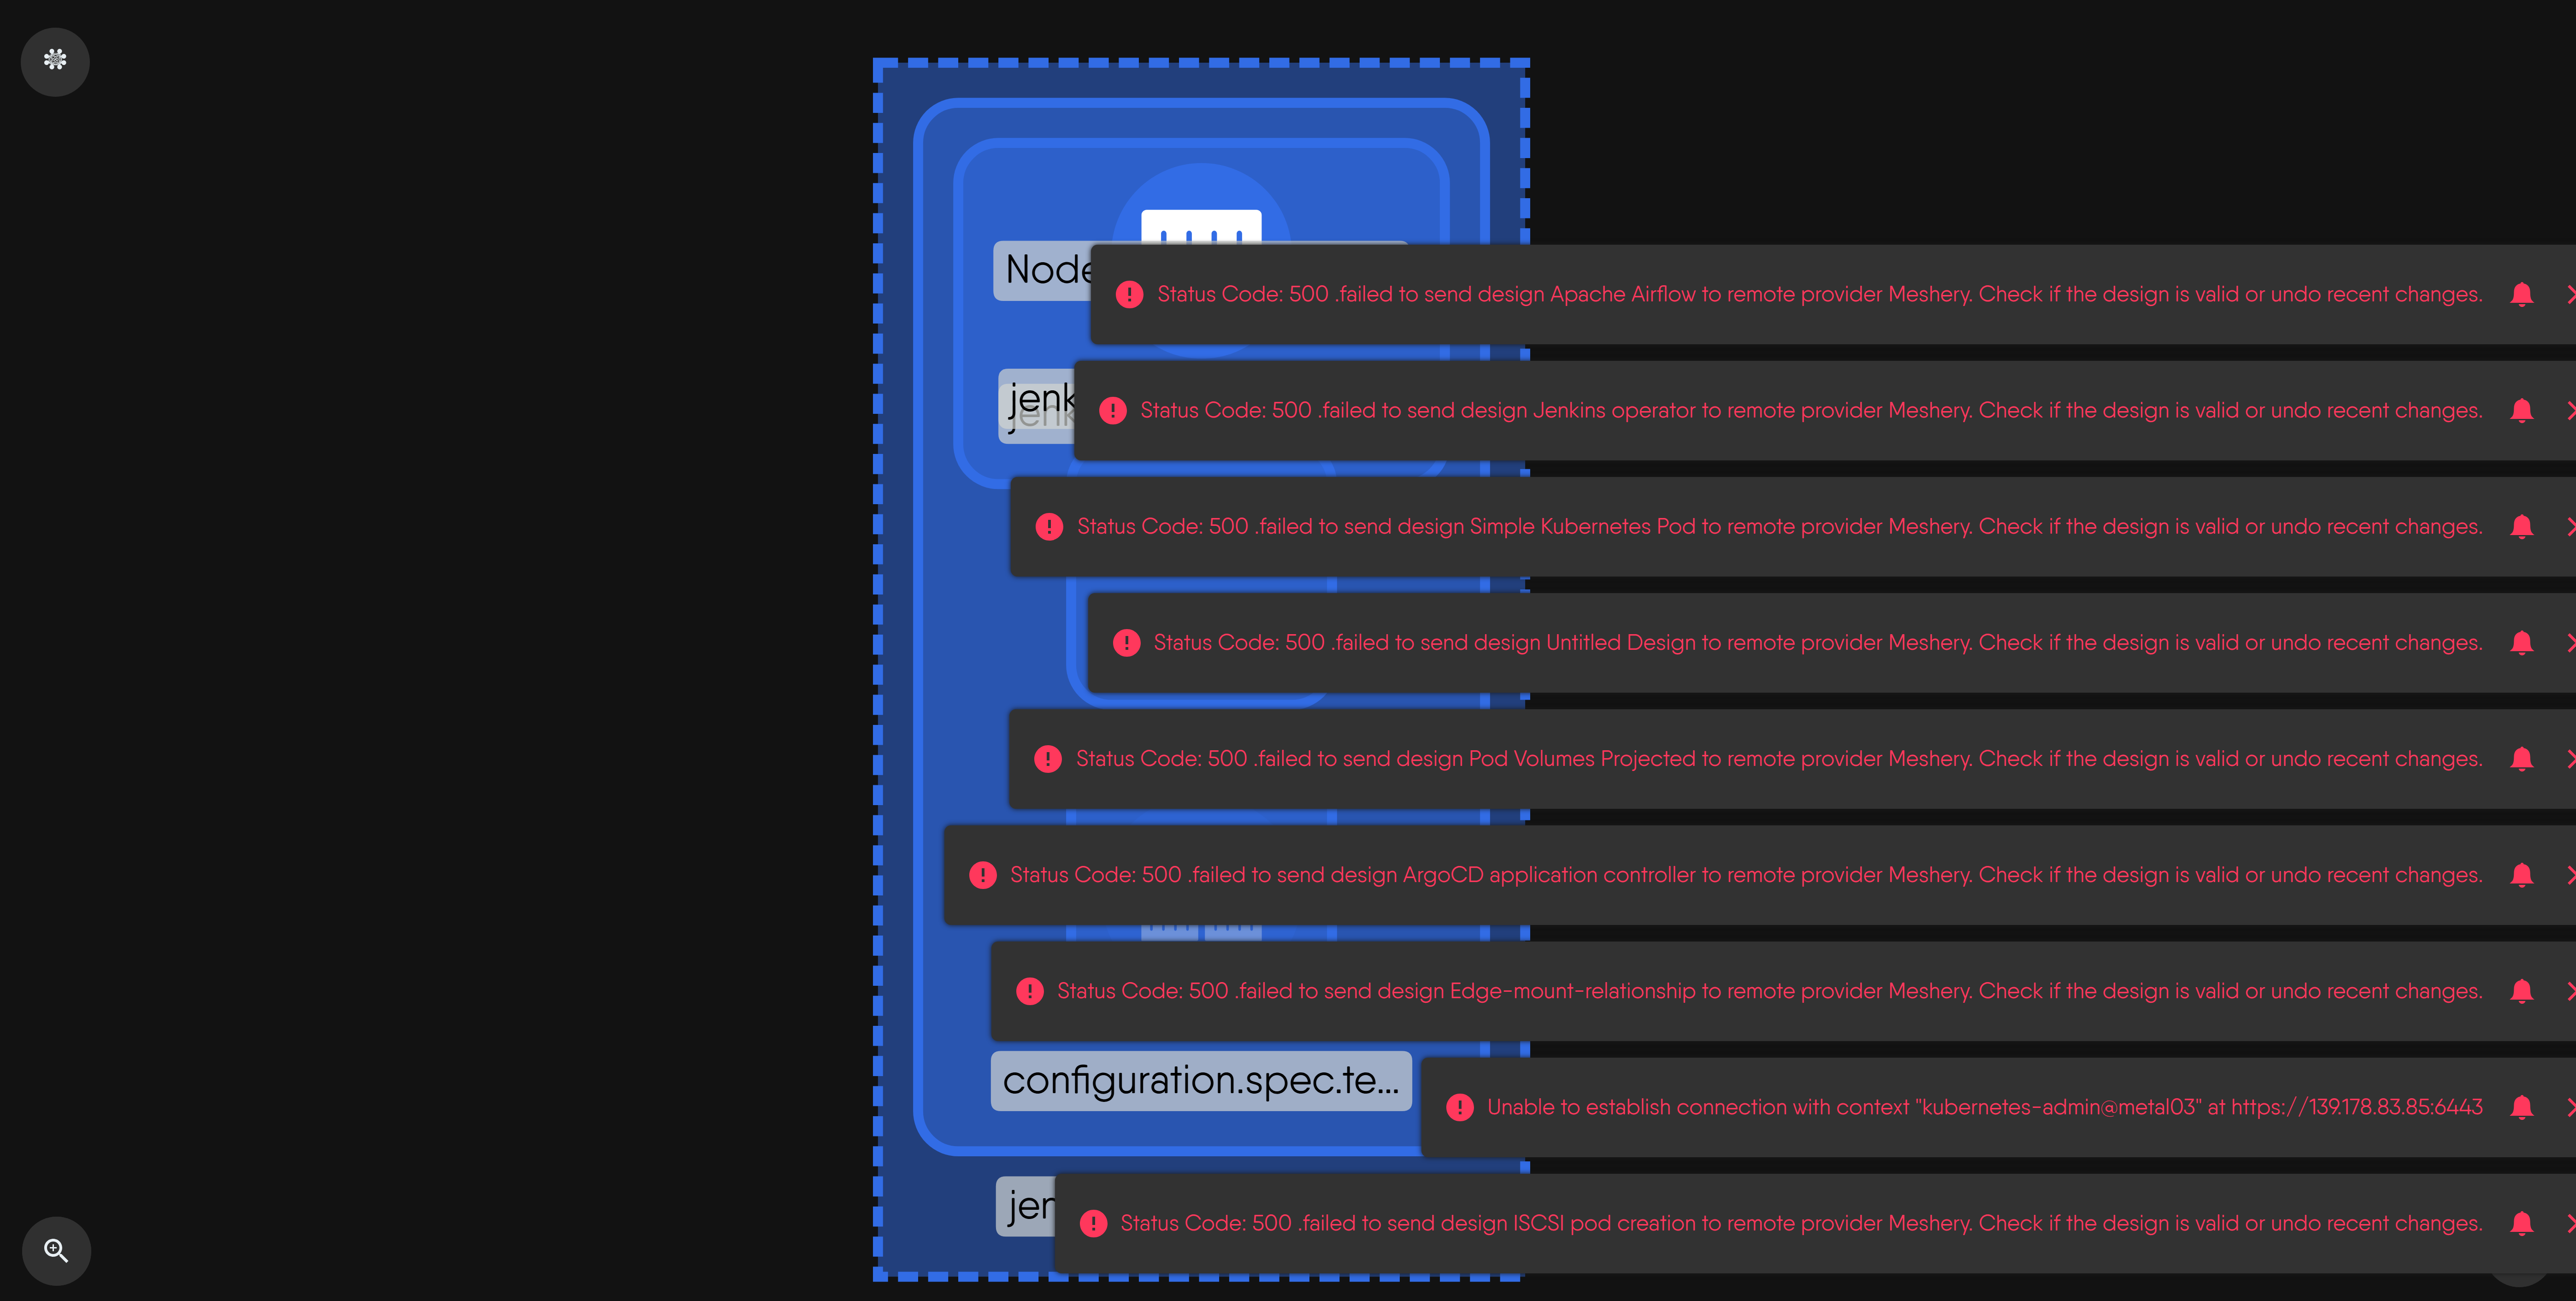 Status Code: 500 .failed to send design Apache Airflow to remote provider Meshery. Check if the design is valid or undo recent changes.
Status Code: 500 .failed to send design Jenkins operator to remote provider Meshery. Check if the design is valid or undo recent changes.
Status Code: 500 .failed to send design Simple Kubernetes Pod to remote provider Meshery. Check if the design is valid or undo recent changes.
Status Code: 500 .failed to send design Untitled Design to remote provider Meshery. Check if the design is valid or undo recent changes.
Status Code: 500 .failed to send design Pod Volumes Projected to remote provider Meshery. Check if the design is valid or undo recent changes.
Status Code: 500 .failed to send design ArgoCD application controller to remote provider Meshery. Check if the design is valid or undo recent changes.
Status Code: 500 .failed to send design Edge-mount-relationship to remote provider Meshery. Check if the design is valid or undo recent changes.
configuration.spec.te...
Unable to establish connection with context "kubernetes-admin@metal03" at https://139.178.83.85:6443
Status Code: 500 .failed to send design ISCSI pod creation to remote provider Meshery. Check if the design is valid or undo recent changes.